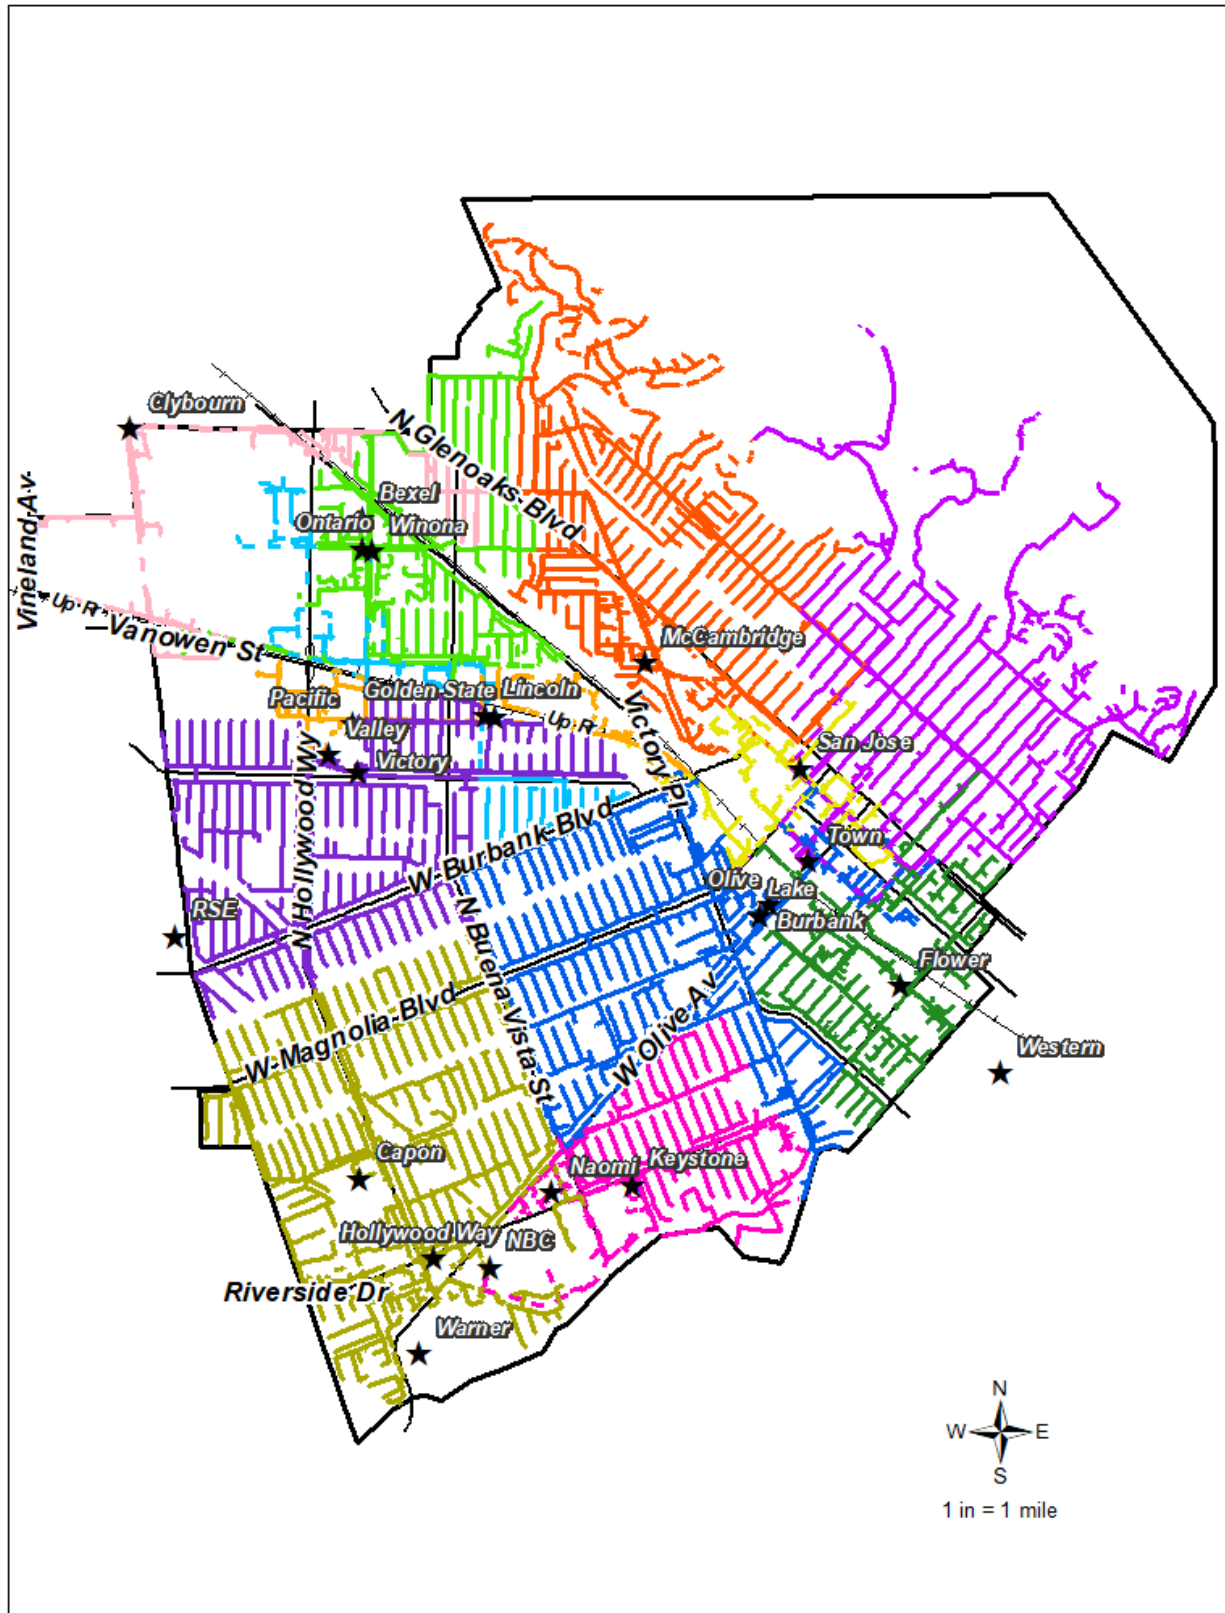 Clybourn
N Glenoaks Blvd
Vineland Av
Bexel
Ontario
Winona
Up Rr
Vanowen St
McCambridge
Pacific
Golden State
Lincoln
Up Rr
Victory Pl
Valley
San Jose
Victory
N Hollywood Wy
W Burbank Blvd
Town
Olive
Lake
RSE
Burbank
N Buena Vista St
Flower
W Magnolia Blvd
W Olive Av
Western
Capon
Naomi
Keystone
Hollywood Way
NBC
Riverside Dr
Warner
N
W
E
S
1 in = 1 mile